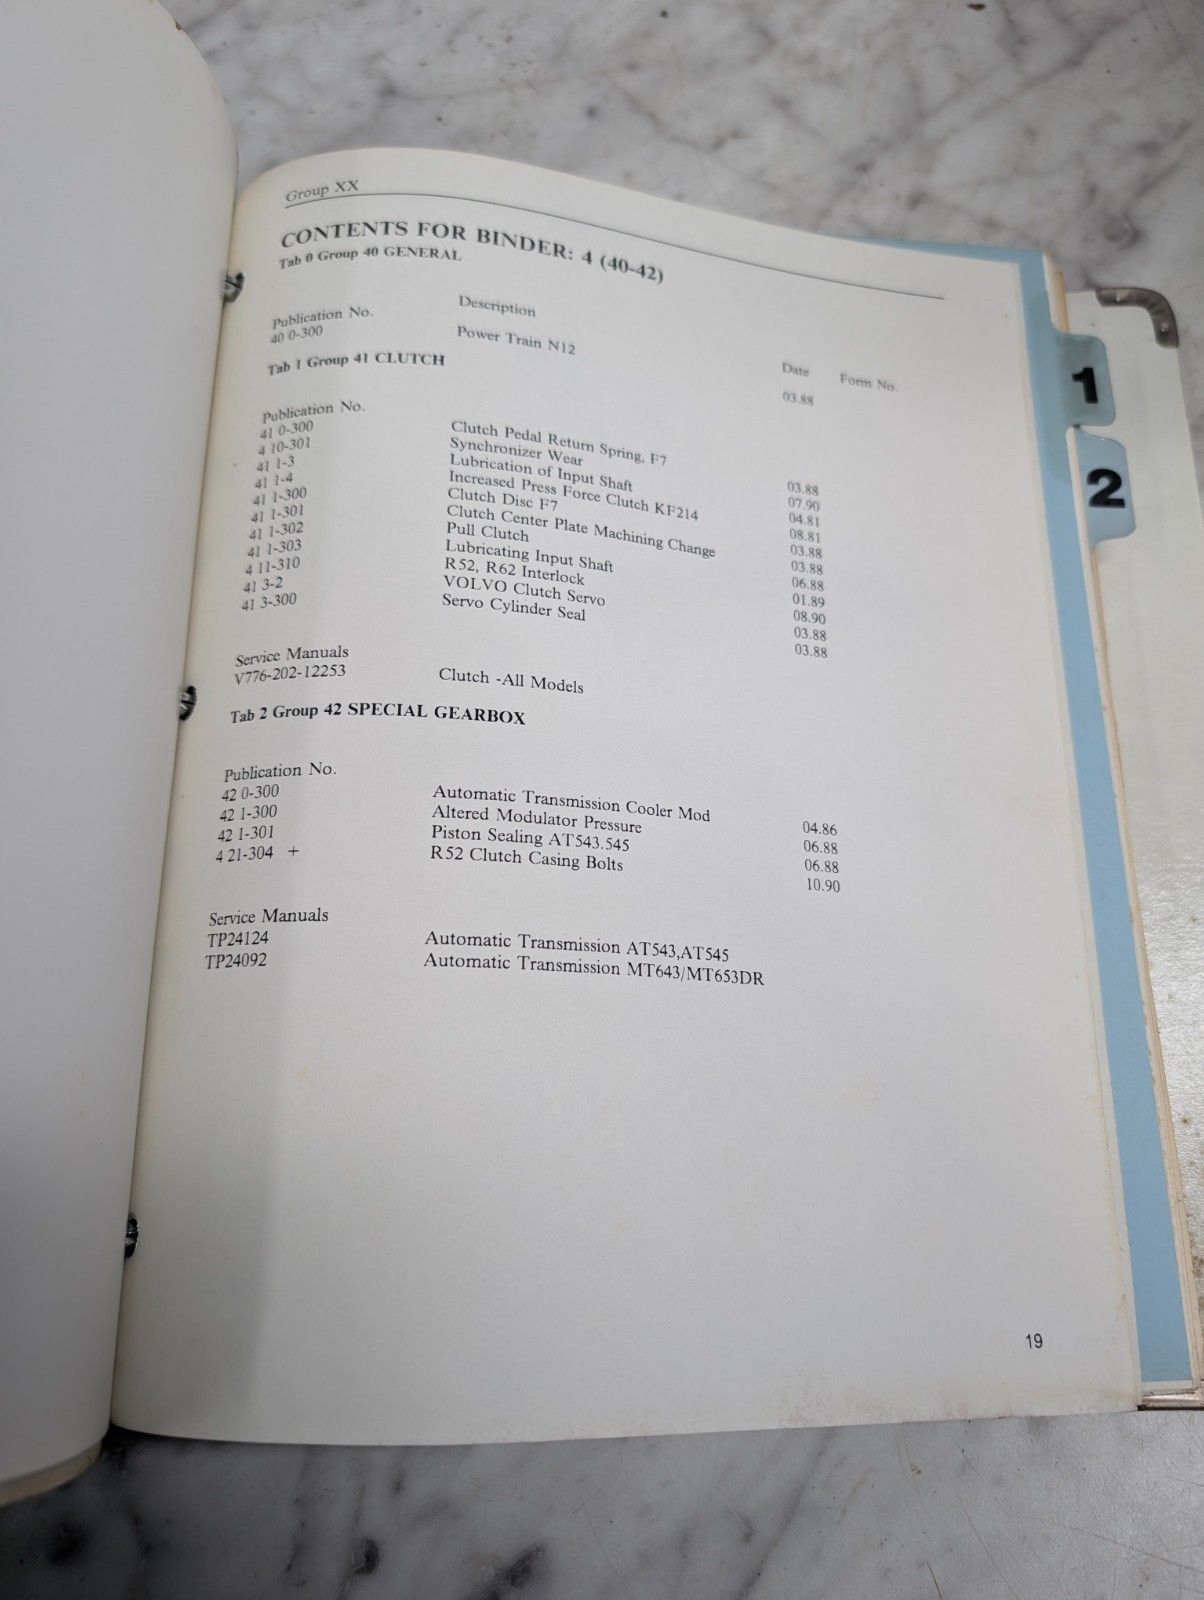 Group XX
CONTENTS FOR BINDER: 4 (40-42)
Tab 0 Group 40 GENERAL
Publication No. Description Date Form No.
40 0-300 Power Train N12 03.88
Tab 1 Group 41 CLUTCH
Publication No.
41 0-300 Clutch Pedal Return Spring, F7 03.88
4 10-301 Synchronizer Wear 07.90
41 1-3 Lubrication of Input Shaft 04.81
41 1-4 Increased Press Force Clutch KF214 08.81
41 1-300 Clutch Disc F7 03.88
41 1-301 Clutch Center Plate Machining Change 03.88
41 1-302 Pull Clutch 06.88
41 1-303 Lubricating Input Shaft 01.89
4 11-310 R52, R62 Interlock 08.90
41 3-2 VOLVO Clutch Servo 03.88
41 3-300 Servo Cylinder Seal 03.88
Service Manuals
V776-202-12253 Clutch -All Models
Tab 2 Group 42 SPECIAL GEARBOX
Publication No.
42 0-300 Automatic Transmission Cooler Mod 04.86
42 1-300 Altered Modulator Pressure 06.88
42 1-301 Piston Sealing AT543.545 06.88
4 21-304 + R52 Clutch Casing Bolts 10.90
Service Manuals
TP24124 Automatic Transmission AT543,AT545
TP24092 Automatic Transmission MT643/MT653DR
19
1
2